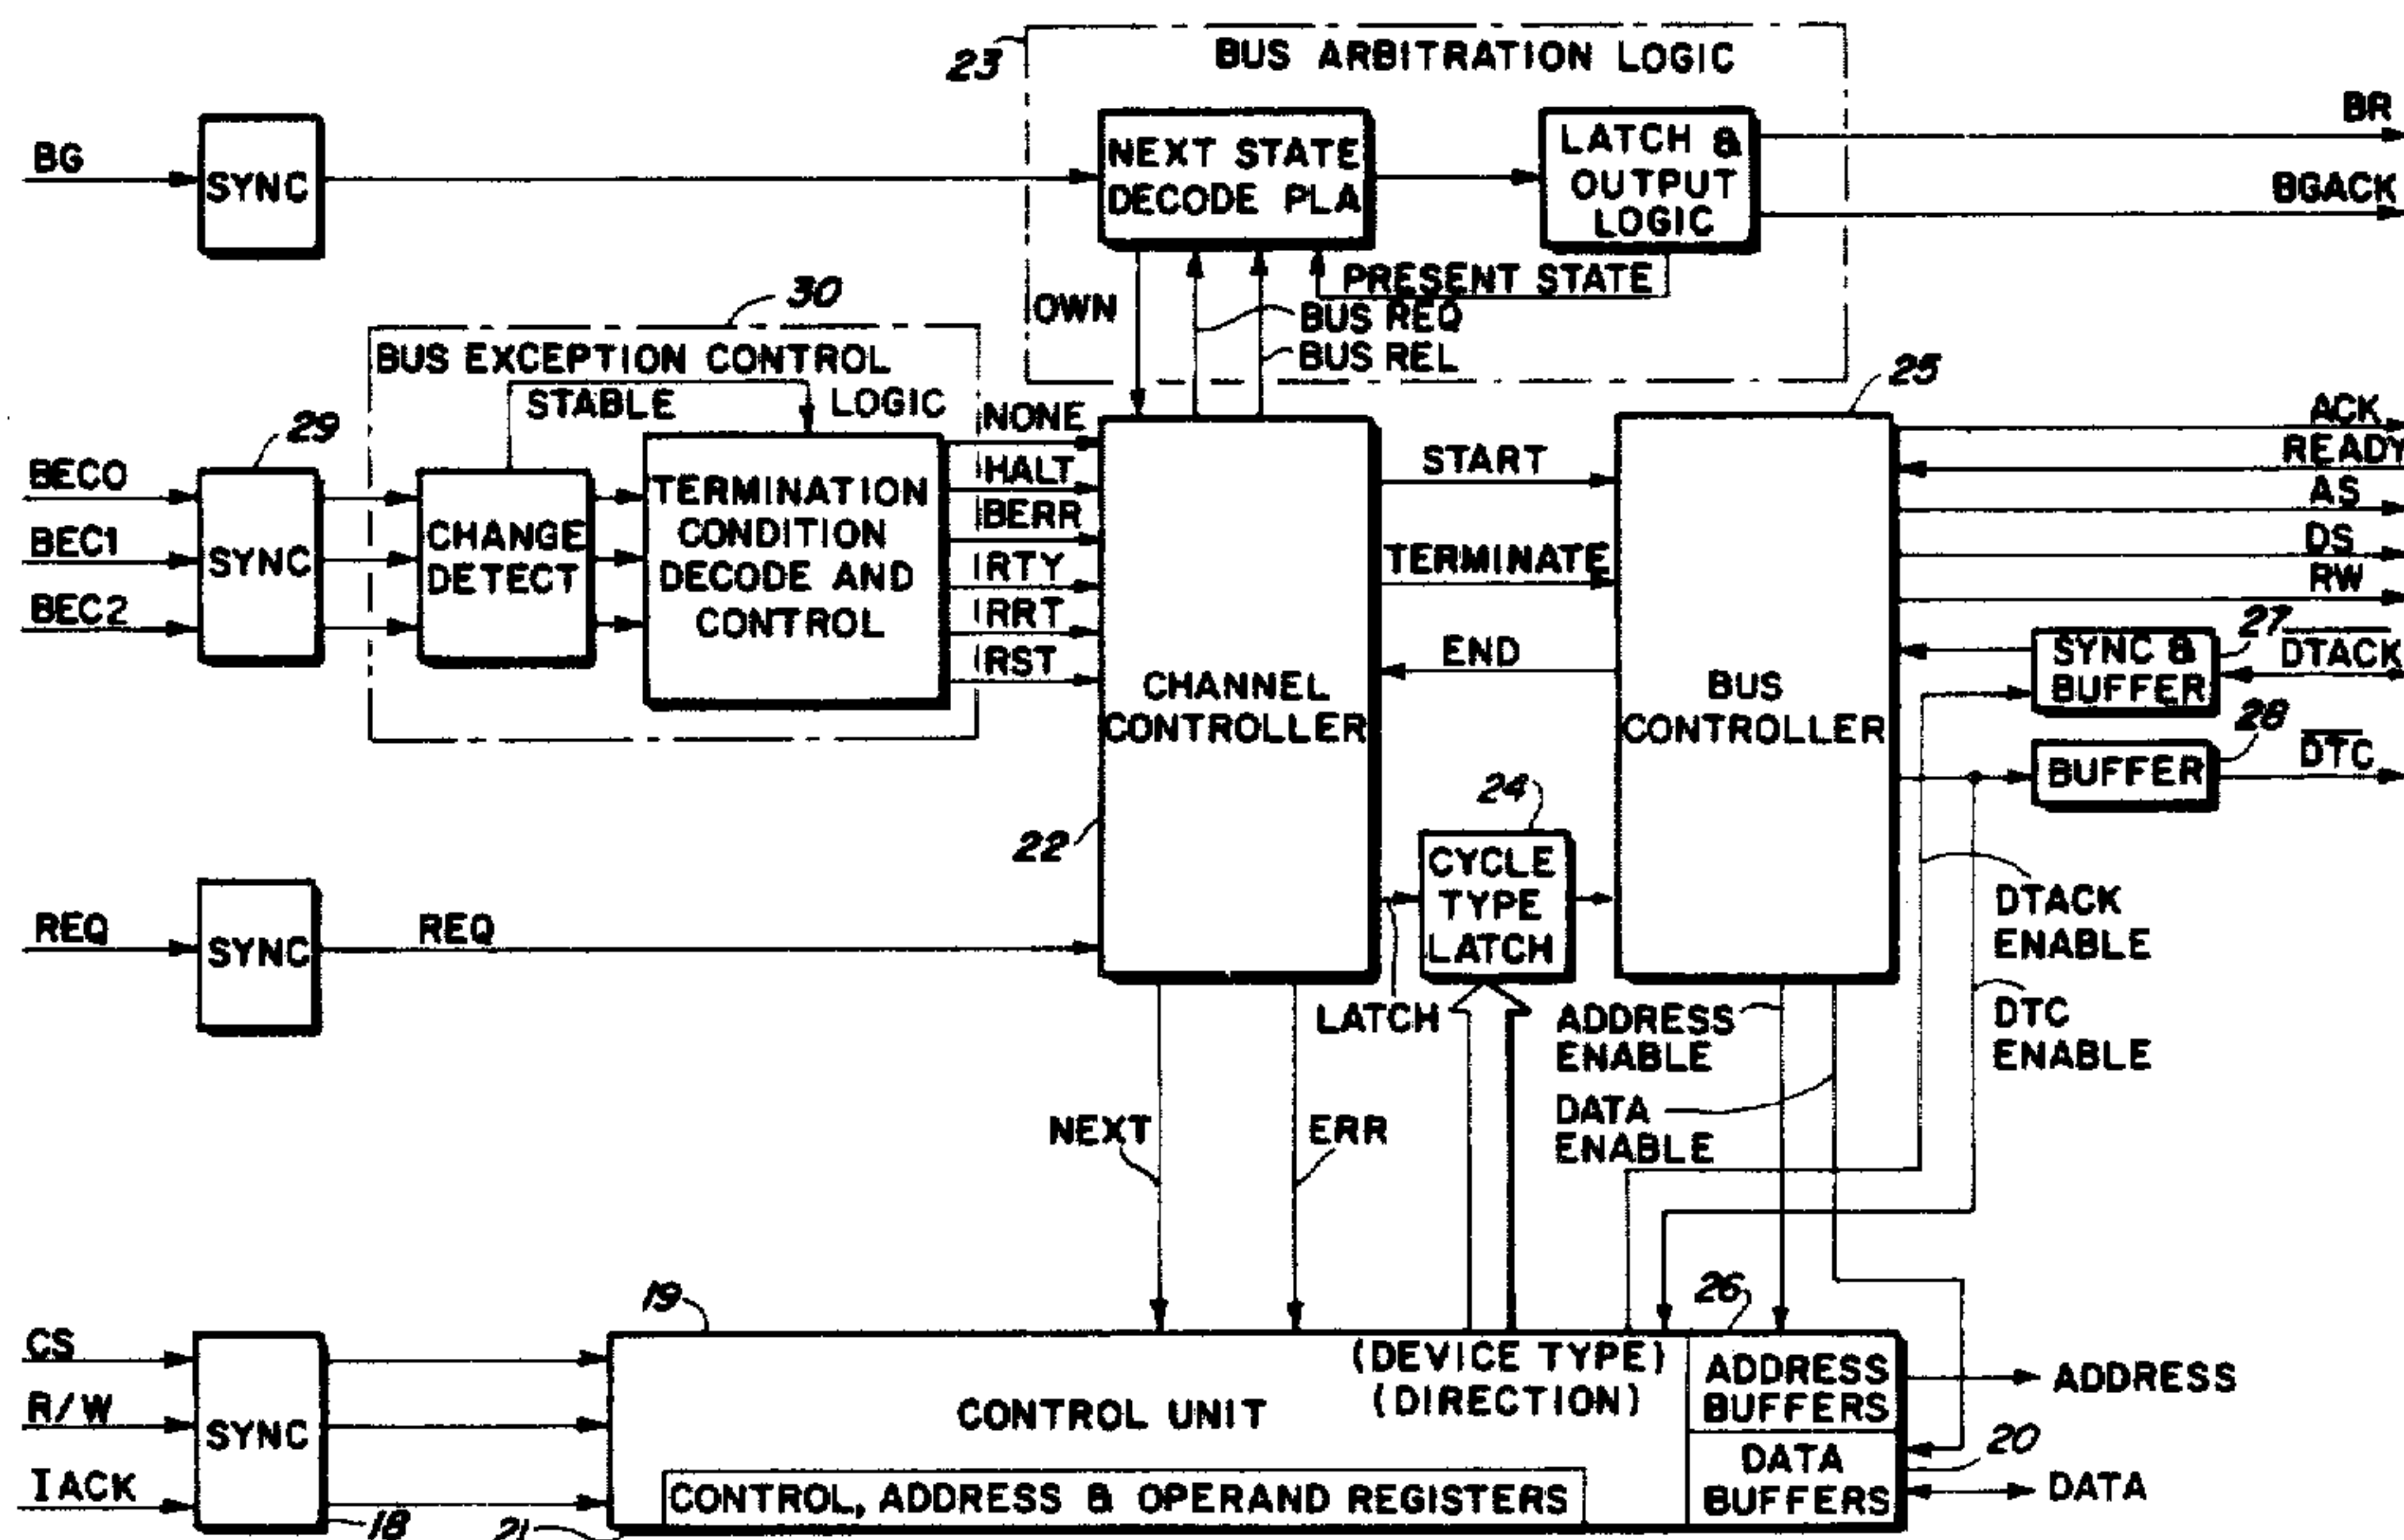 23
BUS ARBITRATION LOGIC
BG
SYNC
NEXT STATE
DECODE PLA
LATCH &
OUTPUT
LOGIC
BR
BGACK
PRESENT STATE
OWN
BUS REQ
BUS REL
30
BUS EXCEPTION CONTROL
STABLE
LOGIC
29
BEC0
BEC1
BEC2
SYNC
CHANGE
DETECT
TERMINATION
CONDITION
DECODE AND
CONTROL
NONE
HALT
BERR
RTY
RRT
RST
CHANNEL
CONTROLLER
22
START
TERMINATE
END
25
BUS
CONTROLLER
ACK
READY
AS
DS
RW
27
SYNC &
BUFFER
DTACK
28
BUFFER
DTC
24
CYCLE
TYPE
LATCH
REQ
SYNC
REQ
LATCH
DTACK
ENABLE
DTC
ENABLE
ADDRESS
ENABLE
DATA
ENABLE
NEXT
ERR
19
26
CS
R/W
IACK
SYNC
18
CONTROL UNIT
(DEVICE TYPE)
(DIRECTION)
ADDRESS
BUFFERS
ADDRESS
20
DATA
BUFFERS
DATA
CONTROL, ADDRESS & OPERAND REGISTERS
21